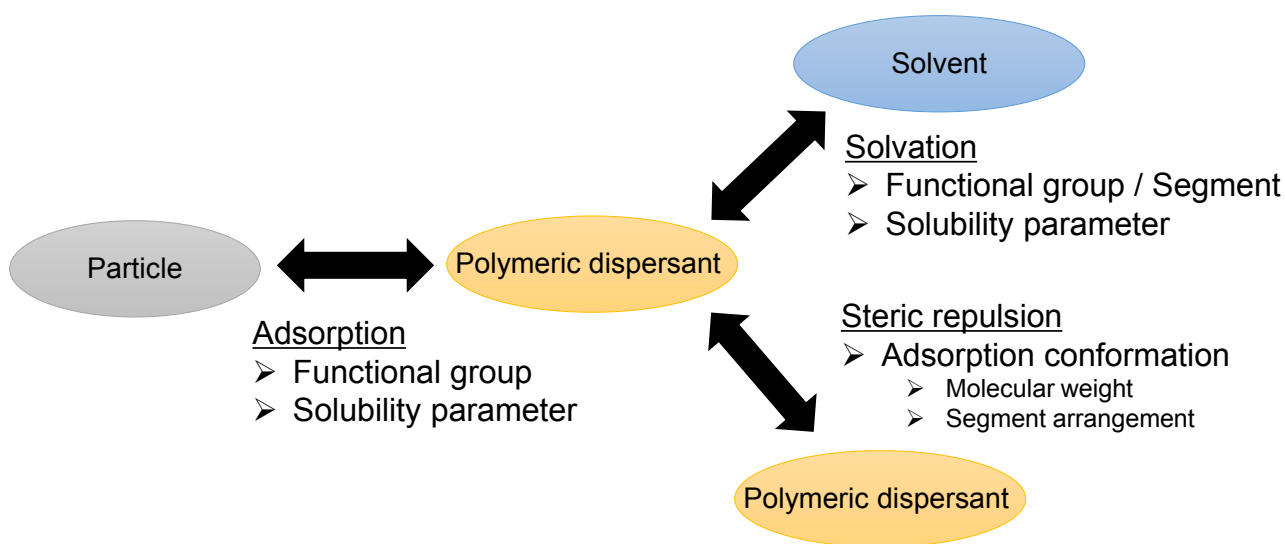 Solvent
Solvation
➢ Functional group / Segment
➢ Solubility parameter
Particle
Polymeric dispersant
Adsorption
➢ Functional group
➢ Solubility parameter
Steric repulsion
➢ Adsorption conformation
➢ Molecular weight
➢ Segment arrangement
Polymeric dispersant